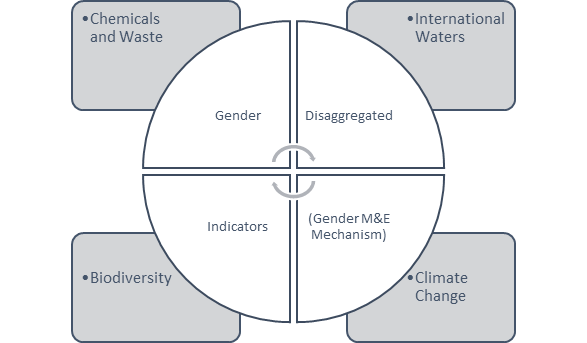 •Chemicals
and Waste
•International
Waters
Gender
Disaggregated
Indicators
(Gender M&E
Mechanism)
•Biodiversity
•Climate
Change